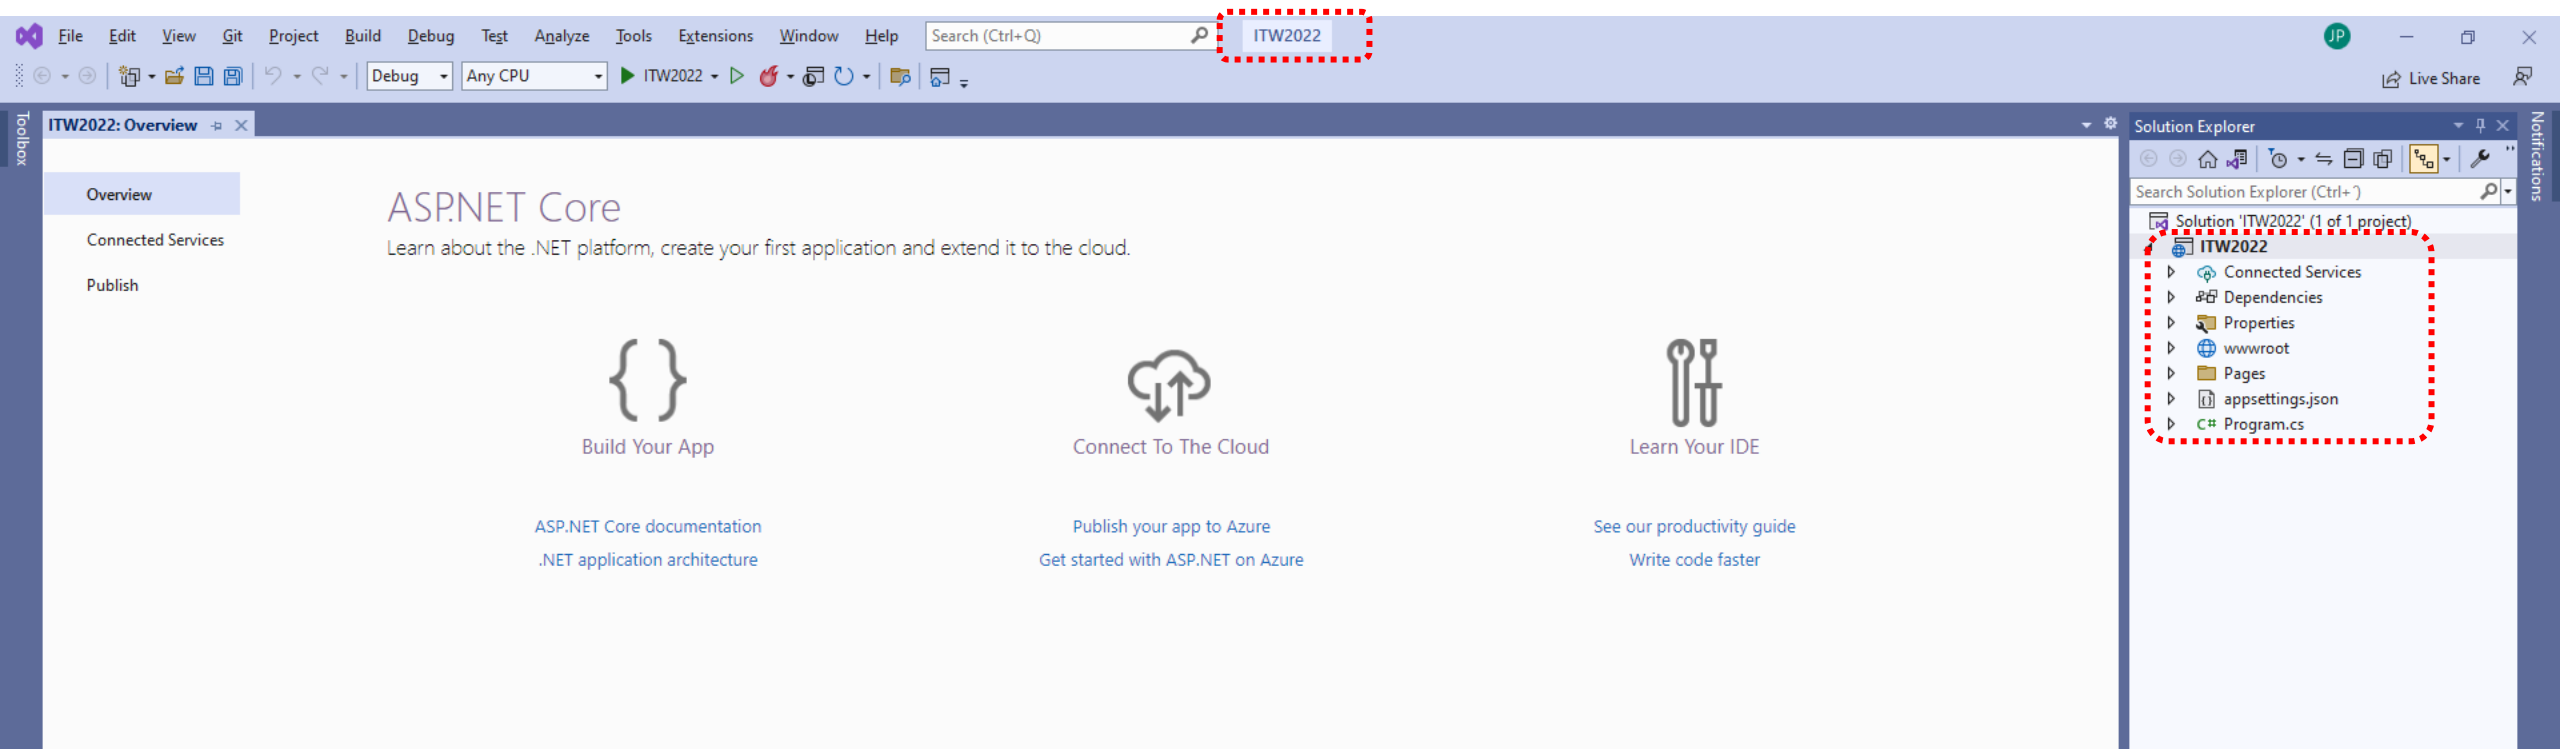 File Edit View Git Project Build Debug Test Analyze Tools Extensions Window Help Search (Ctrl+Q) ITW2022 JP
Debug Any CPU ITW2022 Live Share
Toolbox
ITW2022: Overview
Overview
Connected Services
Publish
ASP.NET Core
Learn about the .NET platform, create your first application and extend it to the cloud.
{ }
Build Your App
ASP.NET Core documentation
.NET application architecture
Connect To The Cloud
Publish your app to Azure
Get started with ASP.NET on Azure
Learn Your IDE
See our productivity guide
Write code faster
Solution Explorer
Search Solution Explorer (Ctrl+´)
Solution 'ITW2022' (1 of 1 project)
ITW2022
Connected Services
Dependencies
Properties
wwwroot
Pages
appsettings.json
C# Program.cs
Notifications